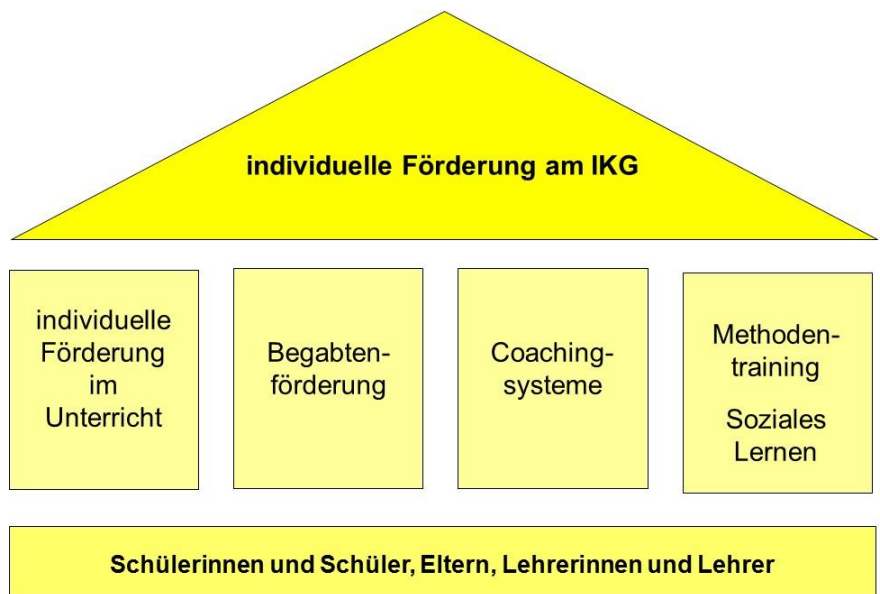 individuelle Förderung am IKG
individuelle
Förderung
im
Unterricht
Begabten-
förderung
Coaching-
systeme
Methoden-
training
Soziales
Lernen
Schülerinnen und Schüler, Eltern, Lehrerinnen und Lehrer